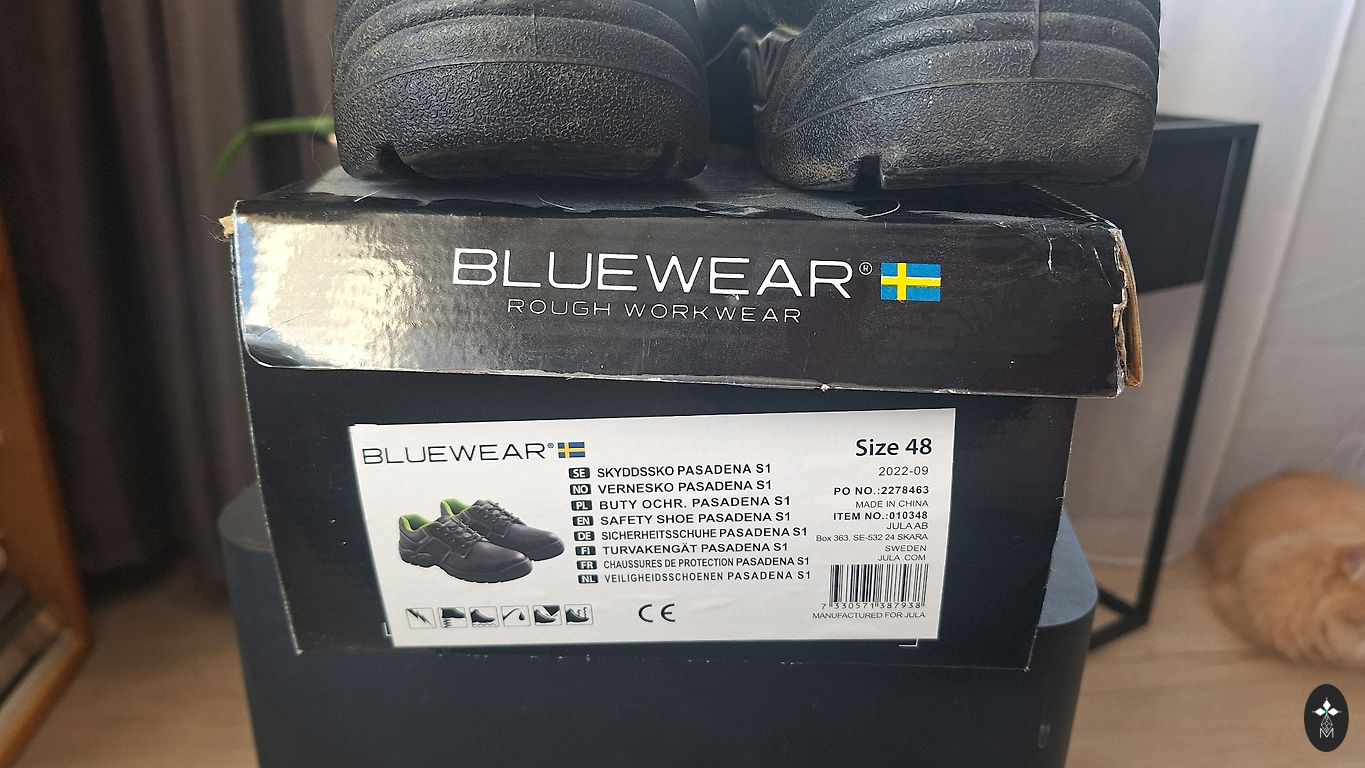 BLUEWEAR®
ROUGH WORKWEAR
BLUEWEAR®
SE SKYDDSSKO PASADENA S1
NO VERNESKO PASADENA S1
PL BUTY OCHR. PASADENA S1
EN SAFETY SHOE PASADENA S1
DE SICHERHEITSSCHUHE PASADENA S1
FI TURVAKENGÄT PASADENA S1
FR CHAUSSURES DE PROTECTION PASADENA S1
NL VEILIGHEIDSSCHOENEN PASADENA S1
CE
Size 48
2022-09
PO NO.:2278463
MADE IN CHINA
ITEM NO.:010348
JULA AB
Box 363. SE-532 24 SKARA
SWEDEN
JULA.COM
7 330571 387938
MANUFACTURED FOR JULA
M